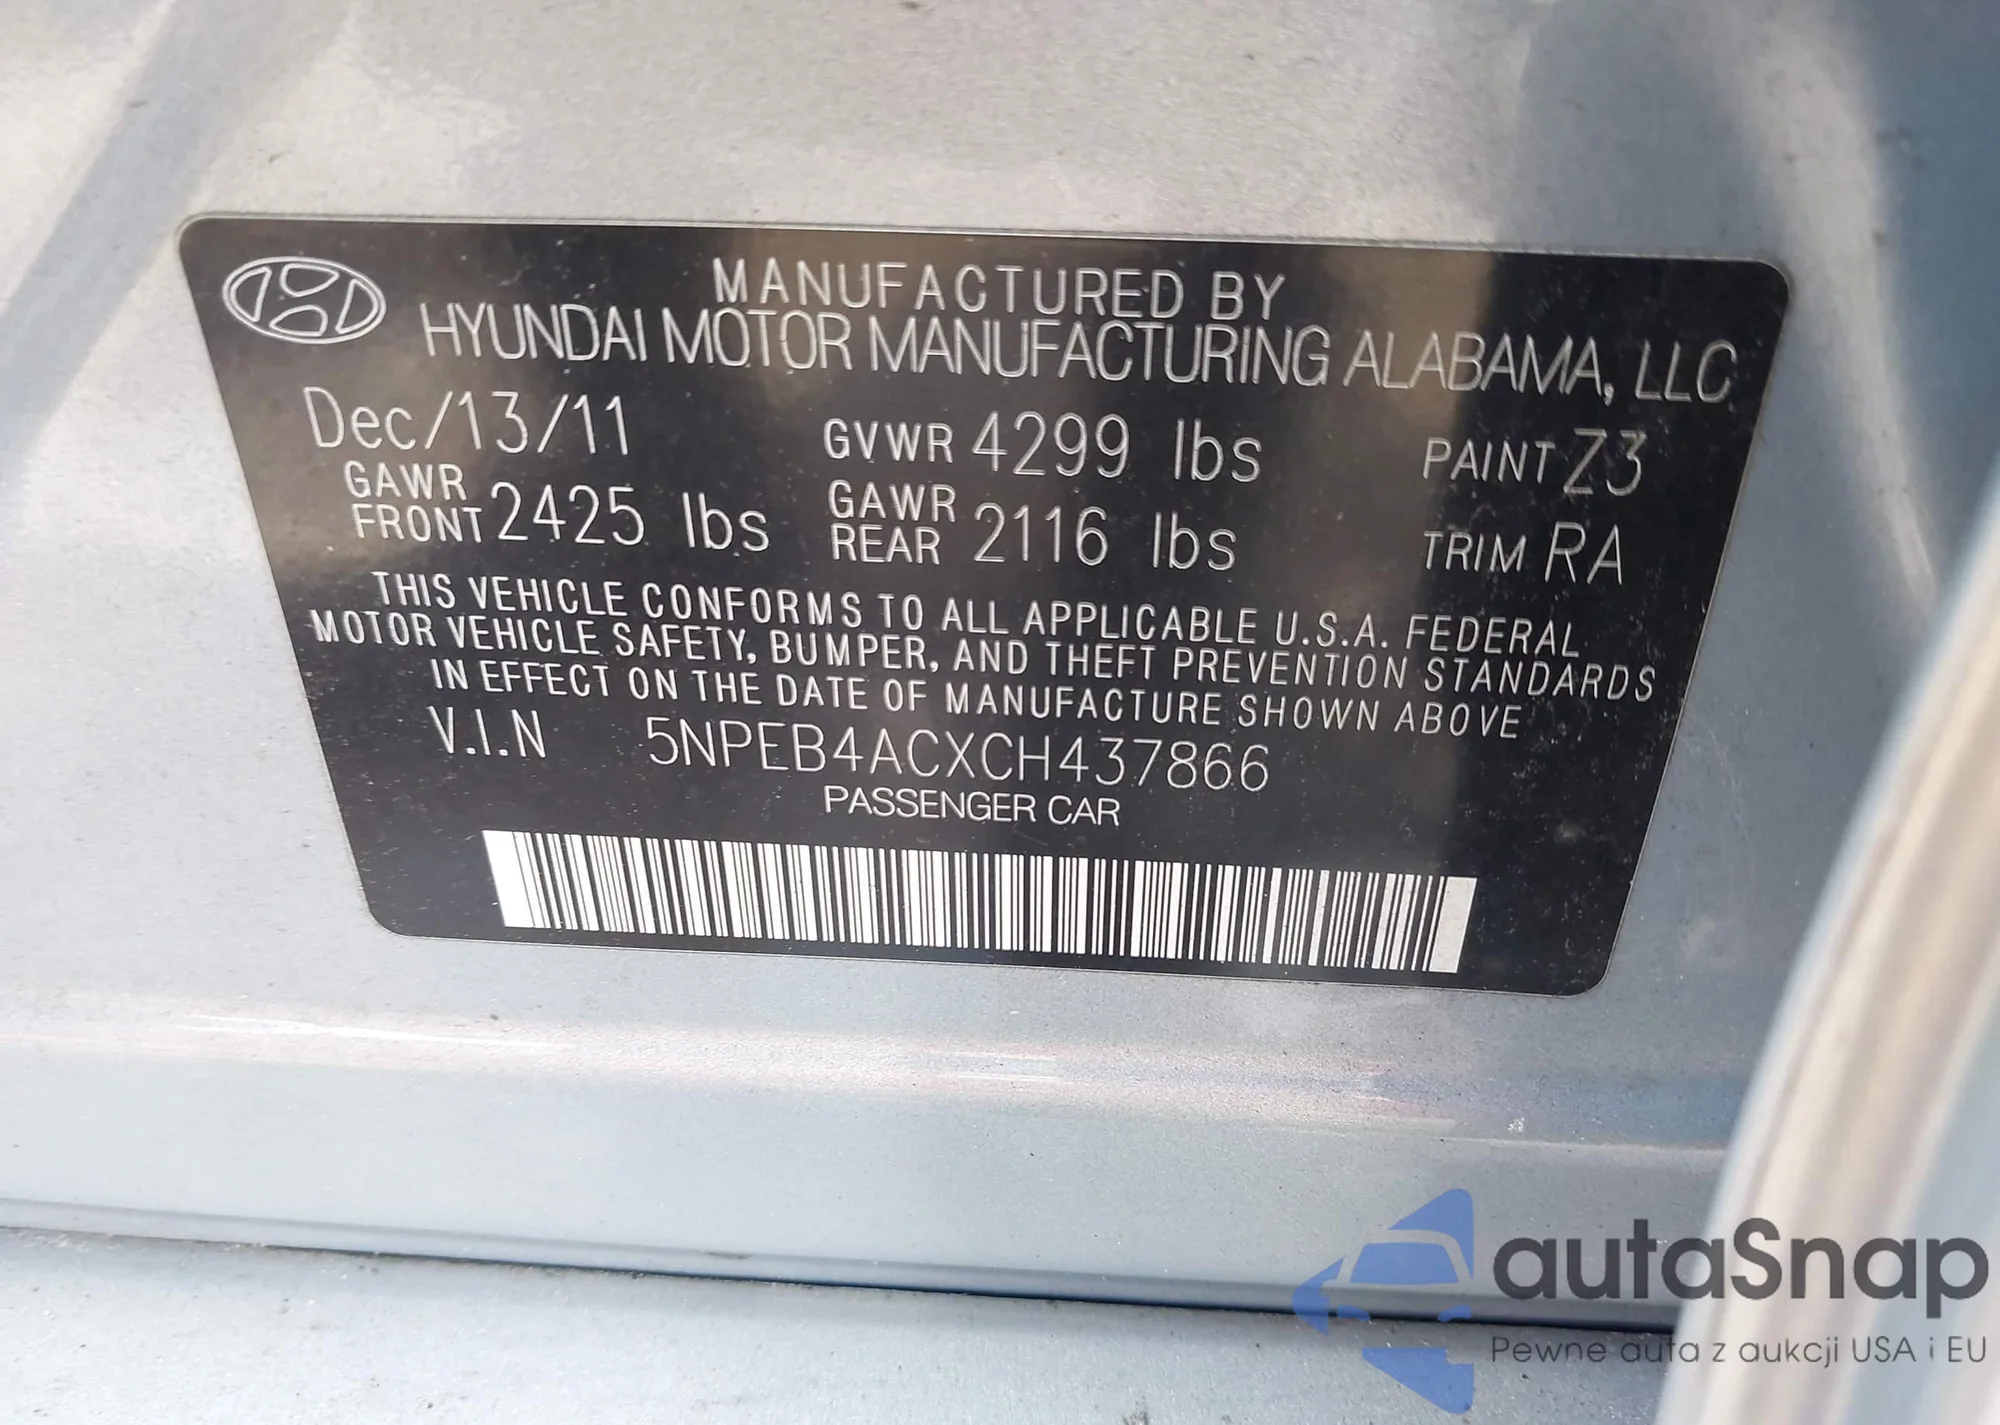 MANUFACTURED BY
HYUNDAI MOTOR MANUFACTURING ALABAMA, LLC
Dec/13/11 GVWR 4299 lbs PAINT Z3
GAWR FRONT 2425 lbs GAWR REAR 2116 lbs TRIM RA
THIS VEHICLE CONFORMS TO ALL APPLICABLE U.S.A. FEDERAL
MOTOR VEHICLE SAFETY, BUMPER, AND THEFT PREVENTION STANDARDS
IN EFFECT ON THE DATE OF MANUFACTURE SHOWN ABOVE
V.I.N 5NPEB4ACXCH437866
PASSENGER CAR
autaSnap
Pewne auta z aukcji USA i EU